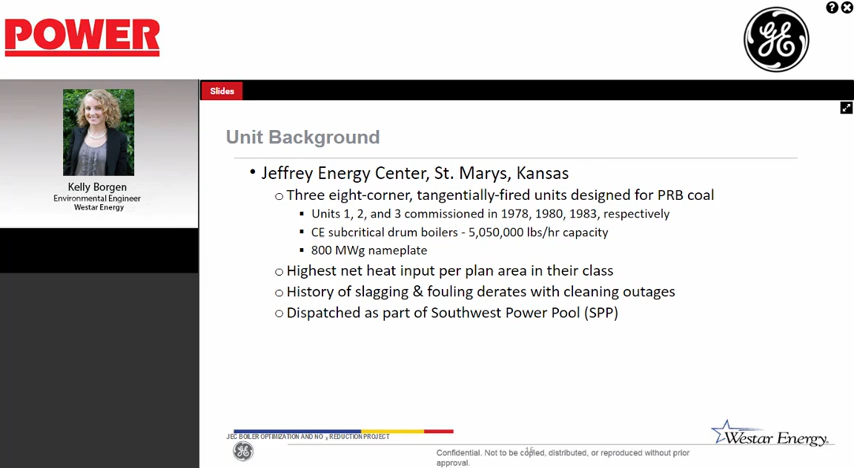 POWER
GE
Slides
Kelly Borgen
Environmental Engineer
Westar Energy
Unit Background
• Jeffrey Energy Center, St. Marys, Kansas
○ Three eight-corner, tangentially-fired units designed for PRB coal
▪ Units 1, 2, and 3 commissioned in 1978, 1980, 1983, respectively
▪ CE subcritical drum boilers - 5,050,000 lbs/hr capacity
▪ 800 MWg nameplate
○ Highest net heat input per plan area in their class
○ History of slagging & fouling derates with cleaning outages
○ Dispatched as part of Southwest Power Pool (SPP)
JEC BOILER OPTIMIZATION AND NOx REDUCTION PROJECT
GE
Confidential. Not to be copied, distributed, or reproduced without prior
approval.
Westar Energy.